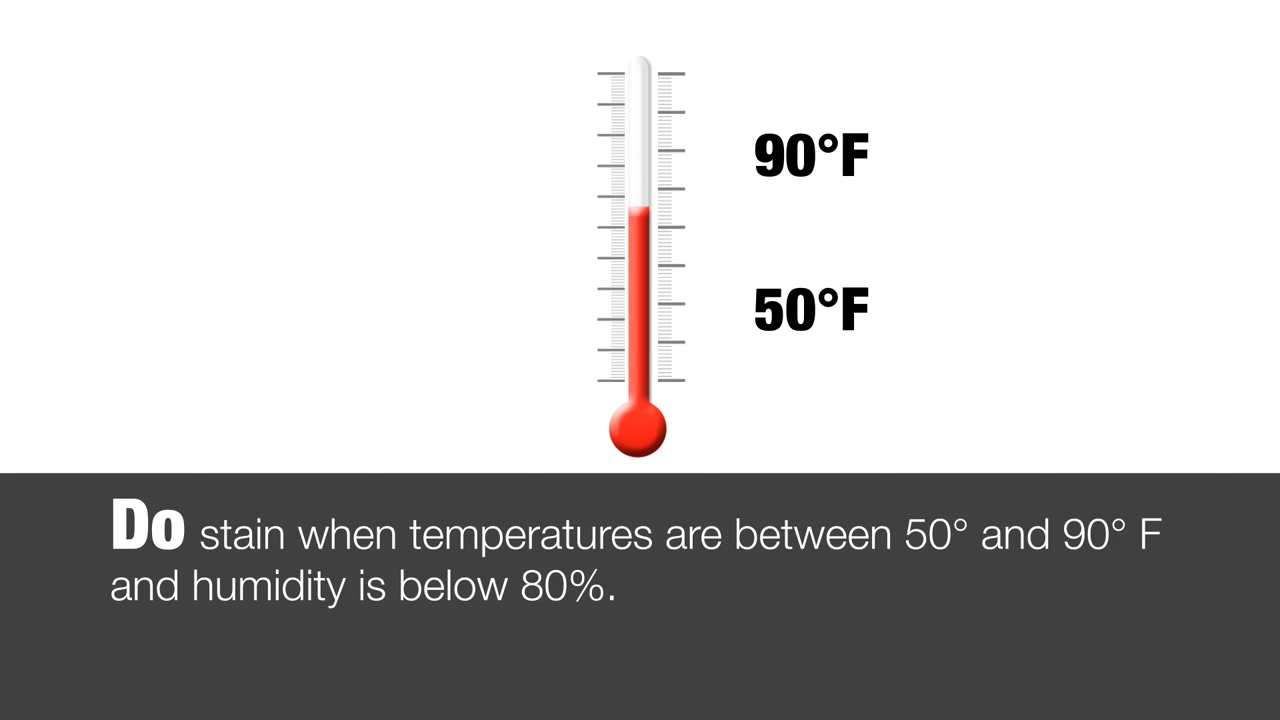 90°F
50°F
Do stain when temperatures are between 50° and 90° F
and humidity is below 80%.